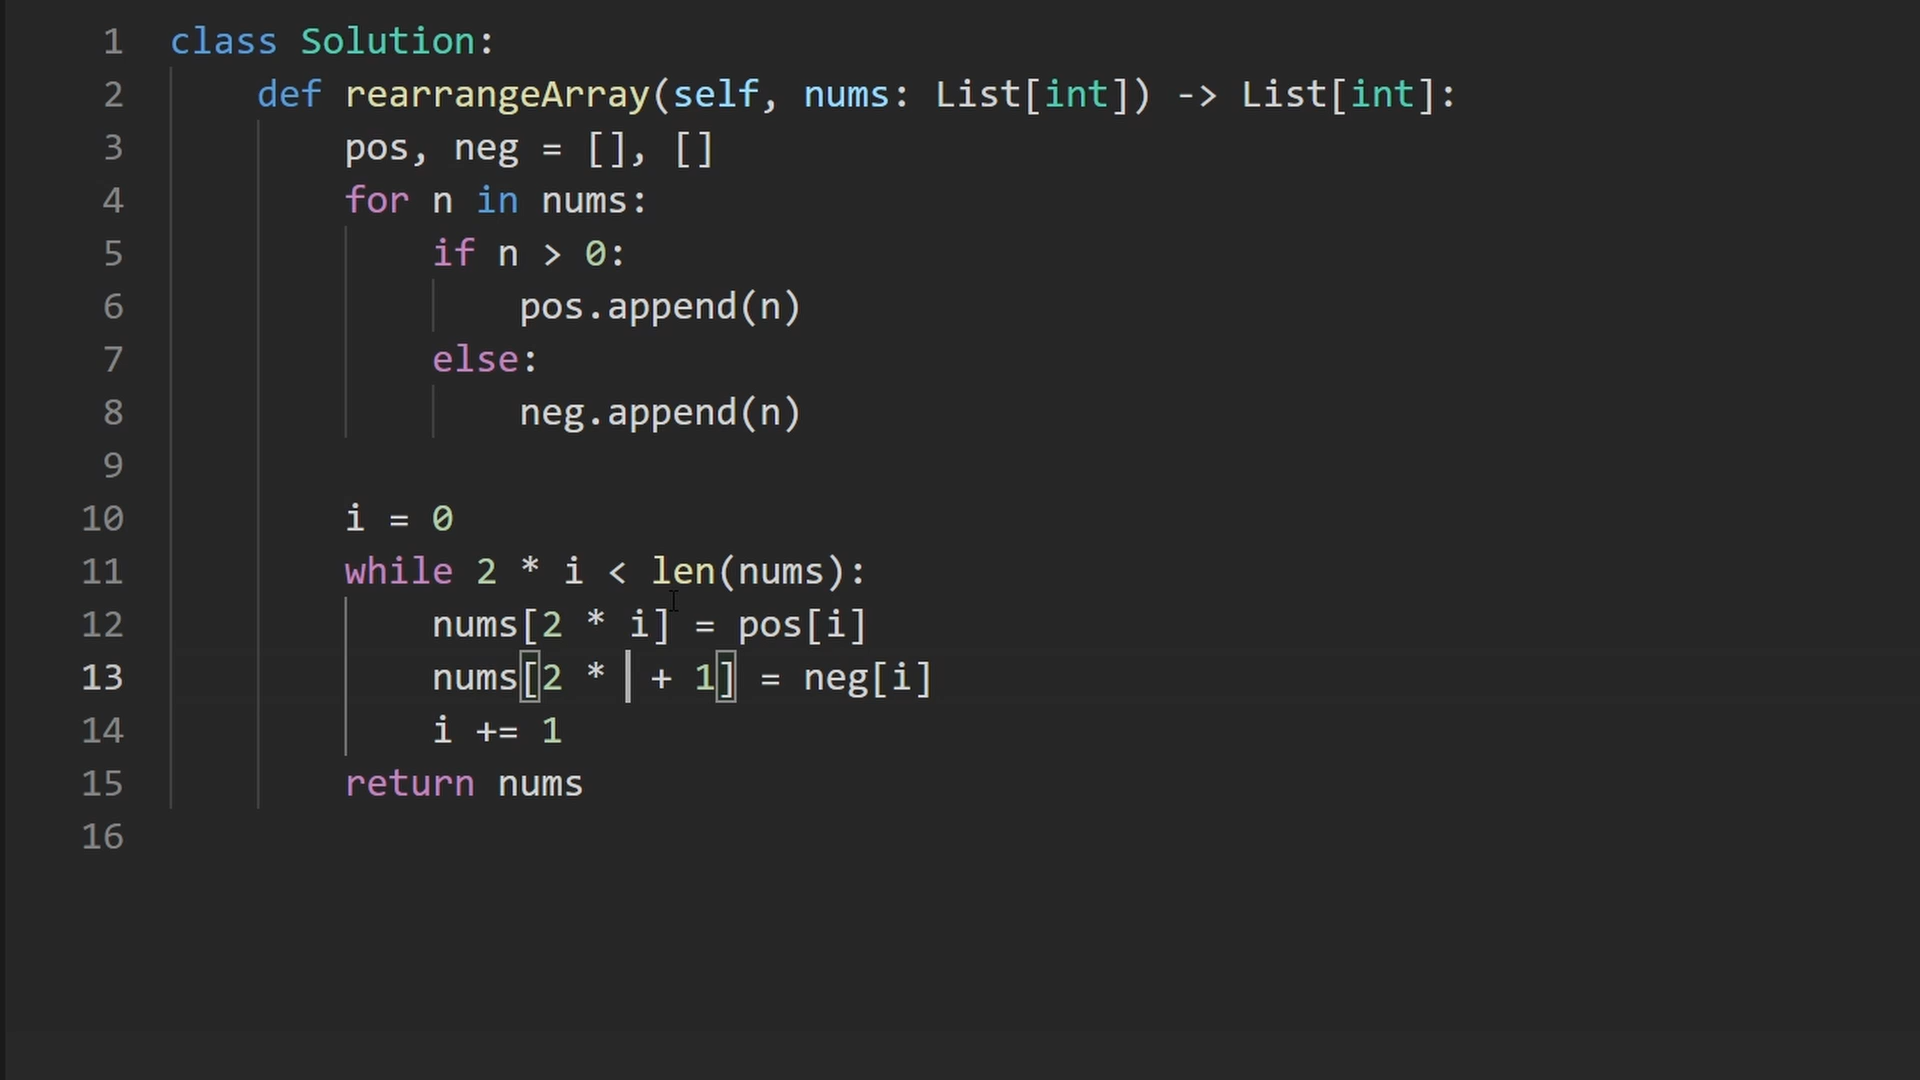 1 class Solution:
2 def rearrangeArray(self, nums: List[int]) -> List[int]:
3 pos, neg = [], []
4 for n in nums:
5 if n > 0:
6 pos.append(n)
7 else:
8 neg.append(n)
9
10 i = 0
11 while 2 * i < len(nums):
12 nums[2 * i] = pos[i]
13 nums[2 * + 1] = neg[i]
14 i += 1
15 return nums
16